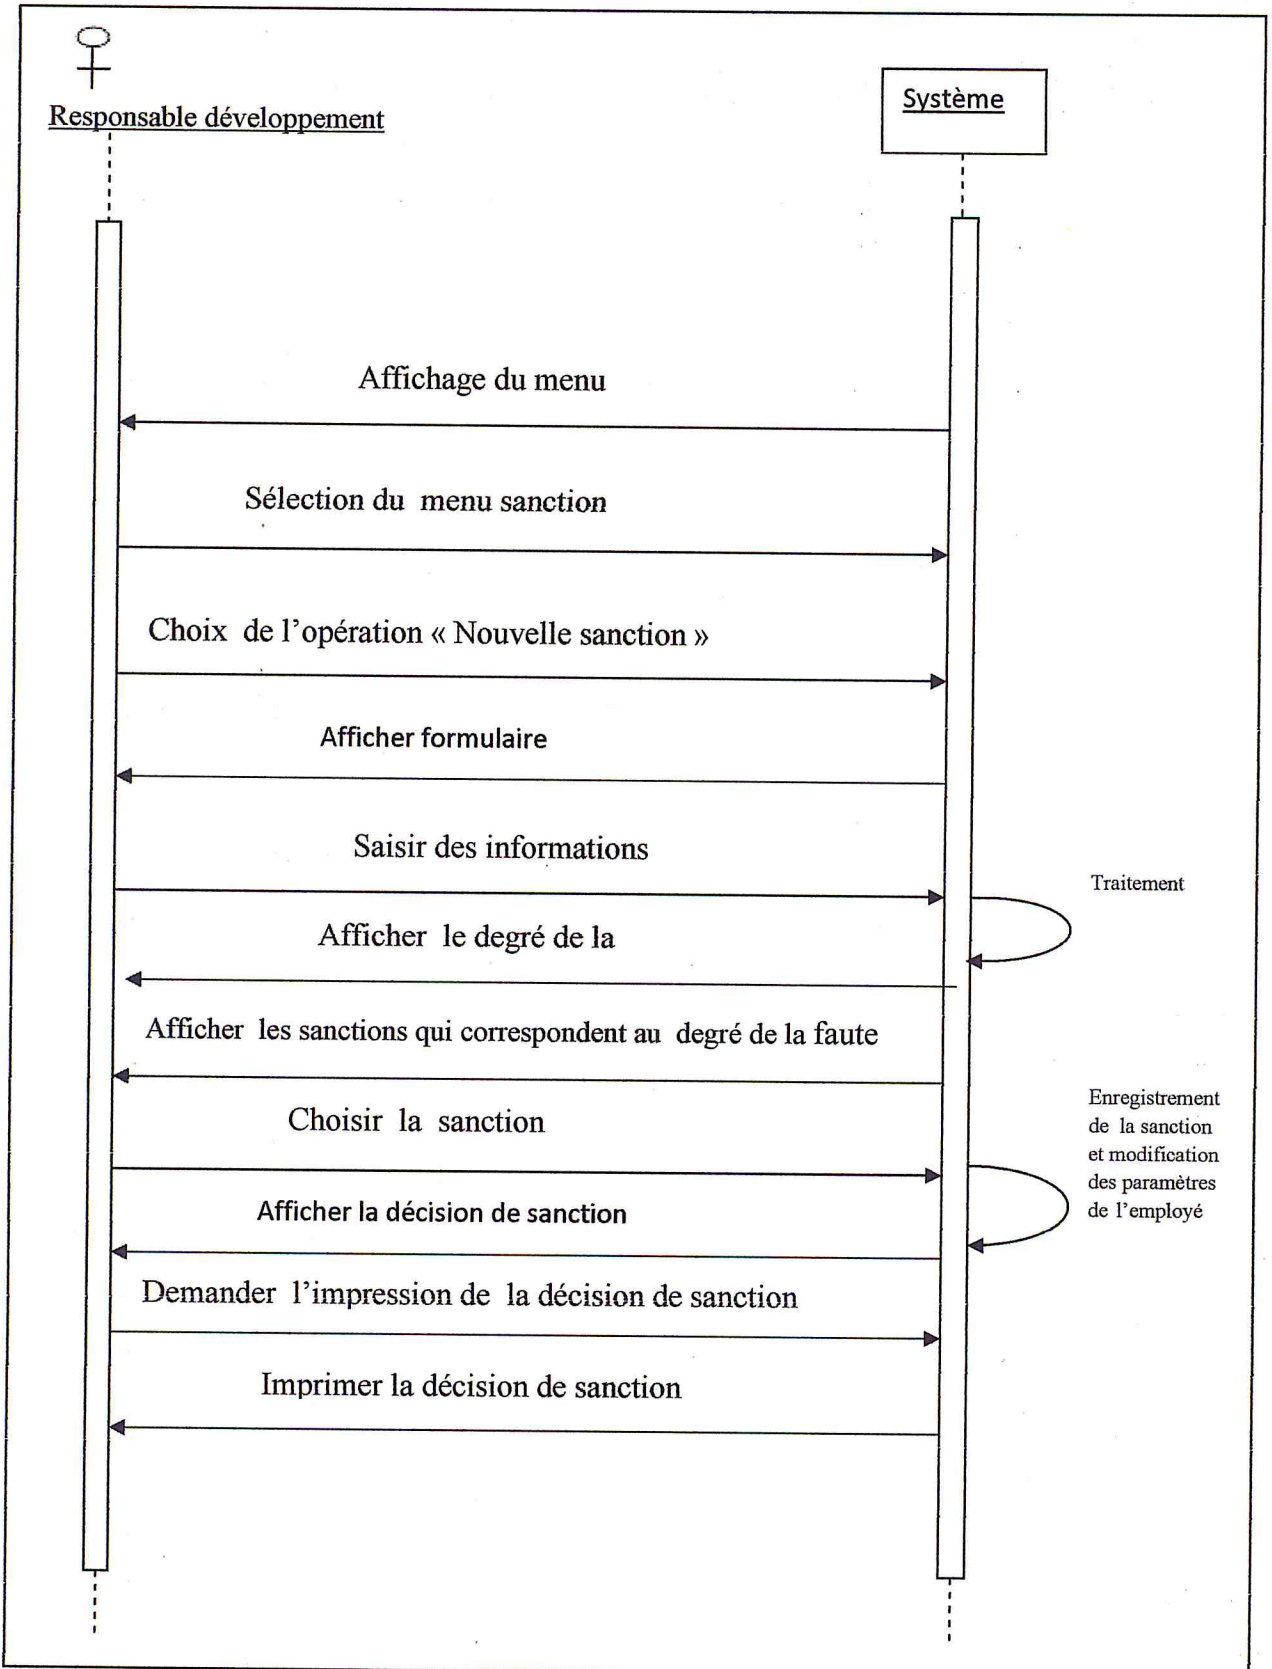 Responsable développement
Système
Affichage du menu
Sélection du menu sanction
Choix de l’opération « Nouvelle sanction »
Afficher formulaire
Saisir des informations
Traitement
Afficher le degré de la
Afficher les sanctions qui correspondent au degré de la faute
Choisir la sanction
Enregistrement
de la sanction
et modification
des paramètres
de l’employé
Afficher la décision de sanction
Demander l’impression de la décision de sanction
Imprimer la décision de sanction